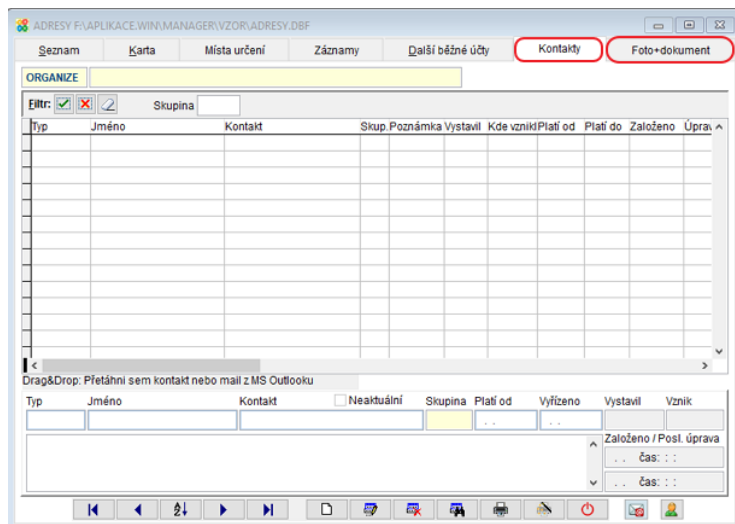 ADRESY F:\APLIKACE.WIN\MANAGER\VZOR\ADRESY.DBF
Seznam Karta Místa určení Záznamy Další běžné účty Kontakty Foto+dokument
ORGANIZE
Filtr: Skupina
Typ Jméno Kontakt Skup. Poznámka Vystavil Kde vznikl Platí od Platí do Založeno Úprav
Drag&Drop: Přetáhni sem kontakt nebo mail z MS Outlooku
Typ Jméno Kontakt Neaktuální Skupina Platí od Vyřízeno Vystavil Vznik
. . . .
Založeno / Posl. úprava
. . čas: : :
. . čas: : :